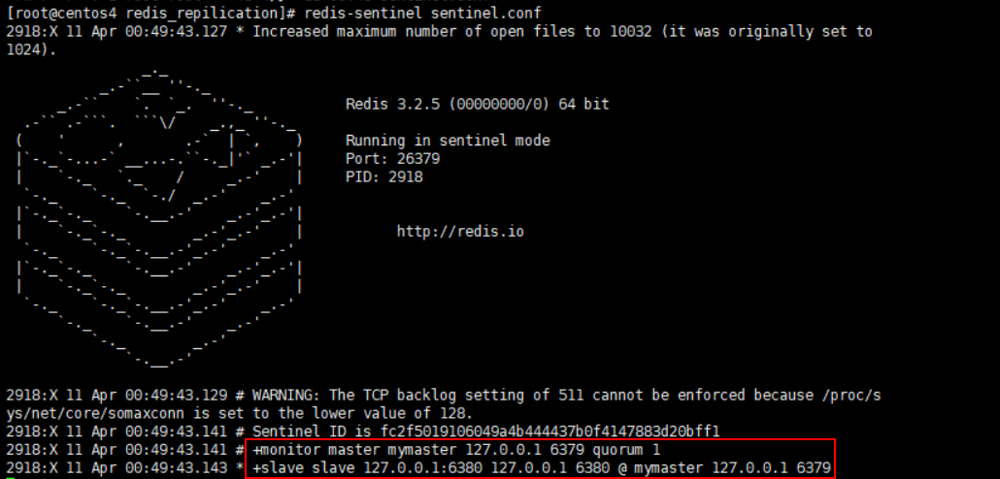 [root@centos4 redis_repilication]# redis-sentinel sentinel.conf
2918:X 11 Apr 00:49:43.127 * Increased maximum number of open files to 10032 (it was originally set to
1024).
Redis 3.2.5 (00000000/0) 64 bit
Running in sentinel mode
Port: 26379
PID: 2918
http://redis.io
2918:X 11 Apr 00:49:43.129 # WARNING: The TCP backlog setting of 511 cannot be enforced because /proc/s
ys/net/core/somaxconn is set to the lower value of 128.
2918:X 11 Apr 00:49:43.141 # Sentinel ID is fc2f5019106049a4b444437b0f4147883d20bff1
2918:X 11 Apr 00:49:43.141 # +monitor master mymaster 127.0.0.1 6379 quorum 1
2918:X 11 Apr 00:49:43.143 * +slave slave 127.0.0.1:6380 127.0.0.1 6380 @ mymaster 127.0.0.1 6379